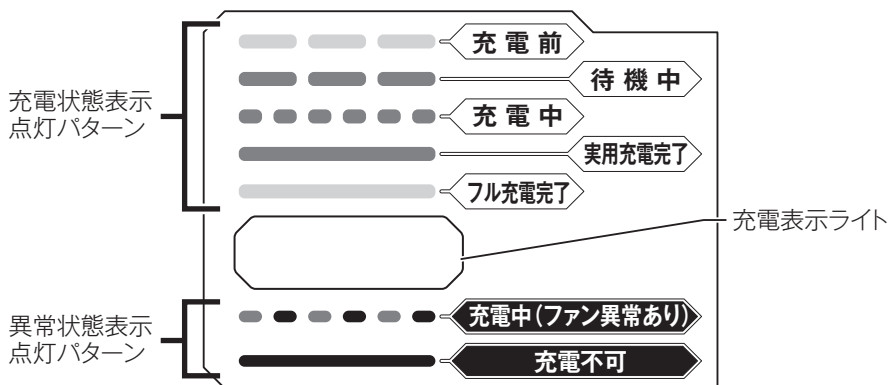 充電前
待機中
充電中
実用充電完了
フル充電完了
充電状態表示
点灯パターン
充電表示ライト
充電中(ファン異常あり)
充電不可
異常状態表示
点灯パターン